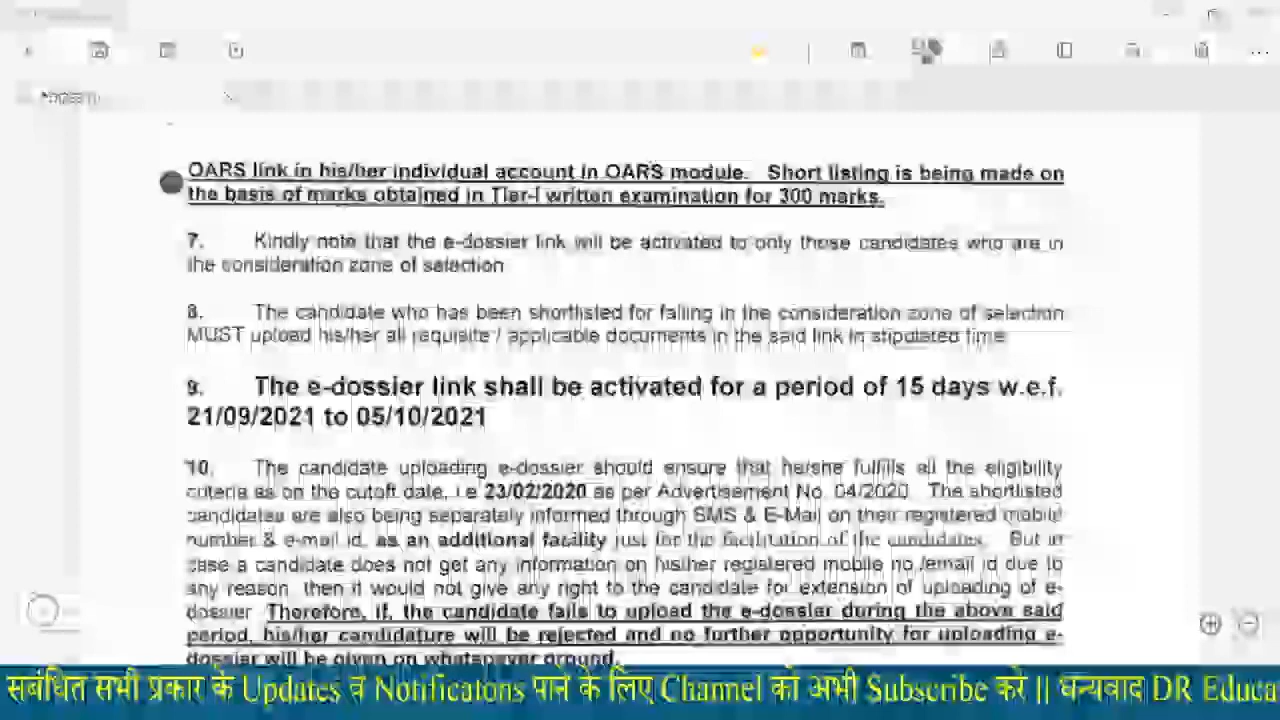 OARS link in his/her individual account in OARS module. Short listing is being made on
the basis of marks obtained in Tier-I written examination for 300 marks.
7. Kindly note that the e-dossier link will be activated to only those candidates who are in
the consideration zone of selection
8. The candidate who has been shortlisted for falling in the consideration zone of selection
MUST upload his/her all requisite / applicable documents in the said link in stipulated time
9. The e-dossier link shall be activated for a period of 15 days w.e.f.
21/09/2021 to 05/10/2021
10. The candidate uploading e-dossier should ensure that he/she fulfills all the eligibility
criteria as on the cutoff date, i.e 23/02/2020 as per Advertisement No. 04/2020. The shortlisted
candidates are also being separately informed through SMS & E-Mail on their registered mobile
number & e-mail id, as an additional facility just for the facilitation of the candidates. But in
case a candidate does not get any information on his/her registered mobile no./email id due to
any reason, then it would not give any right to the candidate for extension of uploading of e-
dossier. Therefore, if, the candidate fails to upload the e-dossier during the above said
period, his/her candidature will be rejected and no further opportunity for uploading e-
dossier will be given on whatsoever ground.
सबंधित सभी प्रकार के Updates व Notificatons पाने के लिए Channel को अभी Subscribe करें || धन्यवाद DR Educa